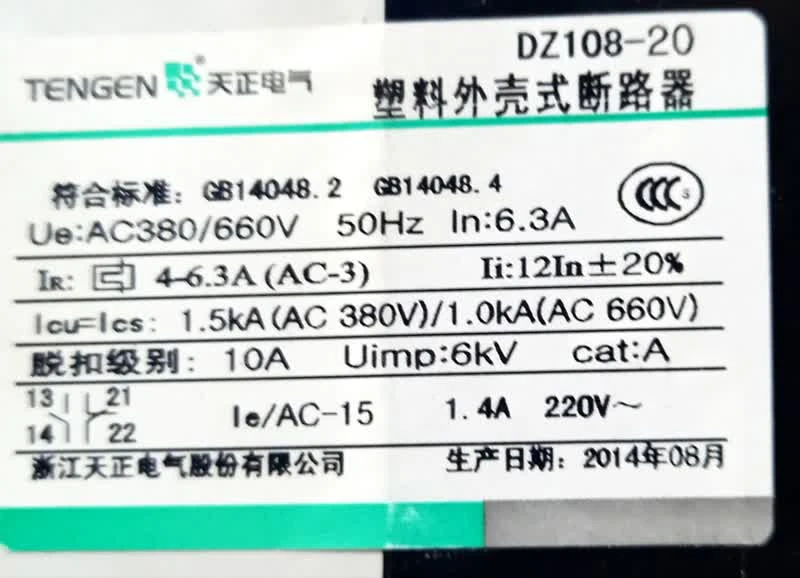 DZ108-20
TENGEN ® 天正电气
塑料外壳式断路器
符合标准: GB14048.2 GB14048.4
CCC S
Ue:AC380/660V 50Hz In:6.3A
IR: 4-6.3A (AC-3) Ii:12In±20%
Icu=Ics: 1.5kA(AC 380V)/1.0kA(AC 660V)
脱扣级别: 10A Uimp:6kV cat:A
13 21
Ie/AC-15 1.4A 220V~
14 22
浙江天正电气股份有限公司 生产日期: 2014年08月